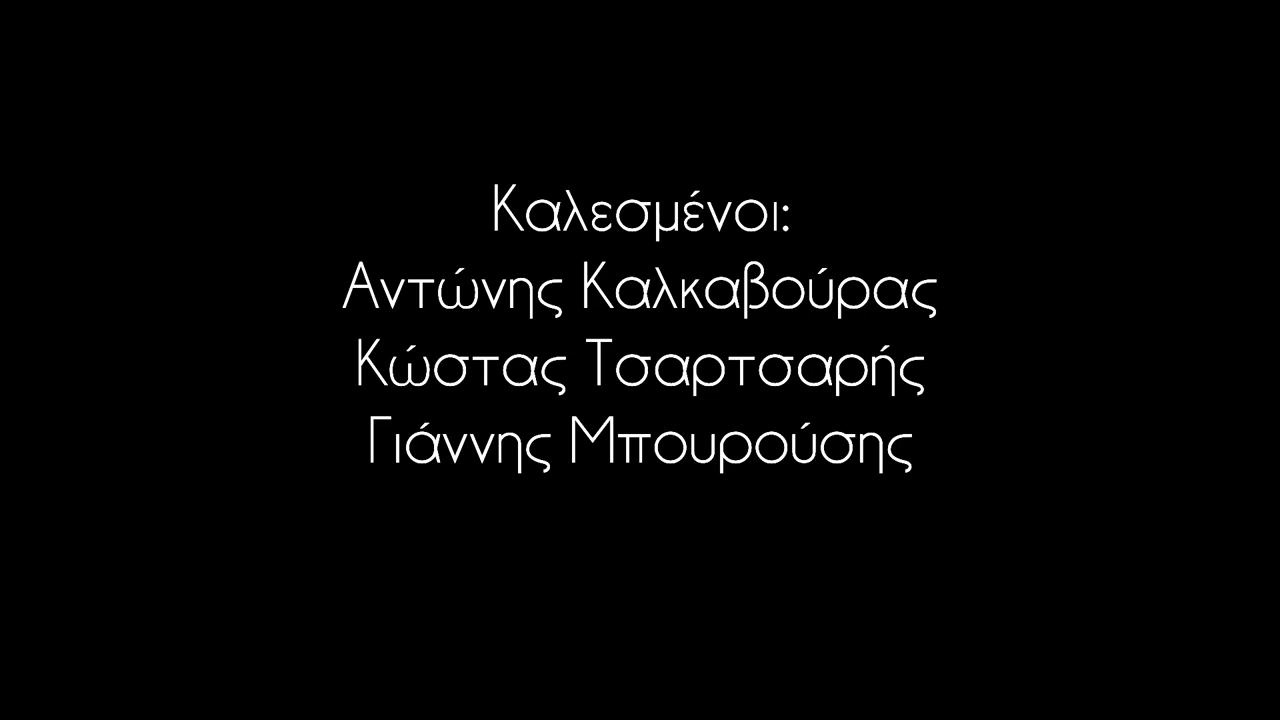 Καλεσμένοι:
Αντώνης Καλκαβούρας
Κώστας Τσαρτσαρής
Γιάννης Μπουρούσης